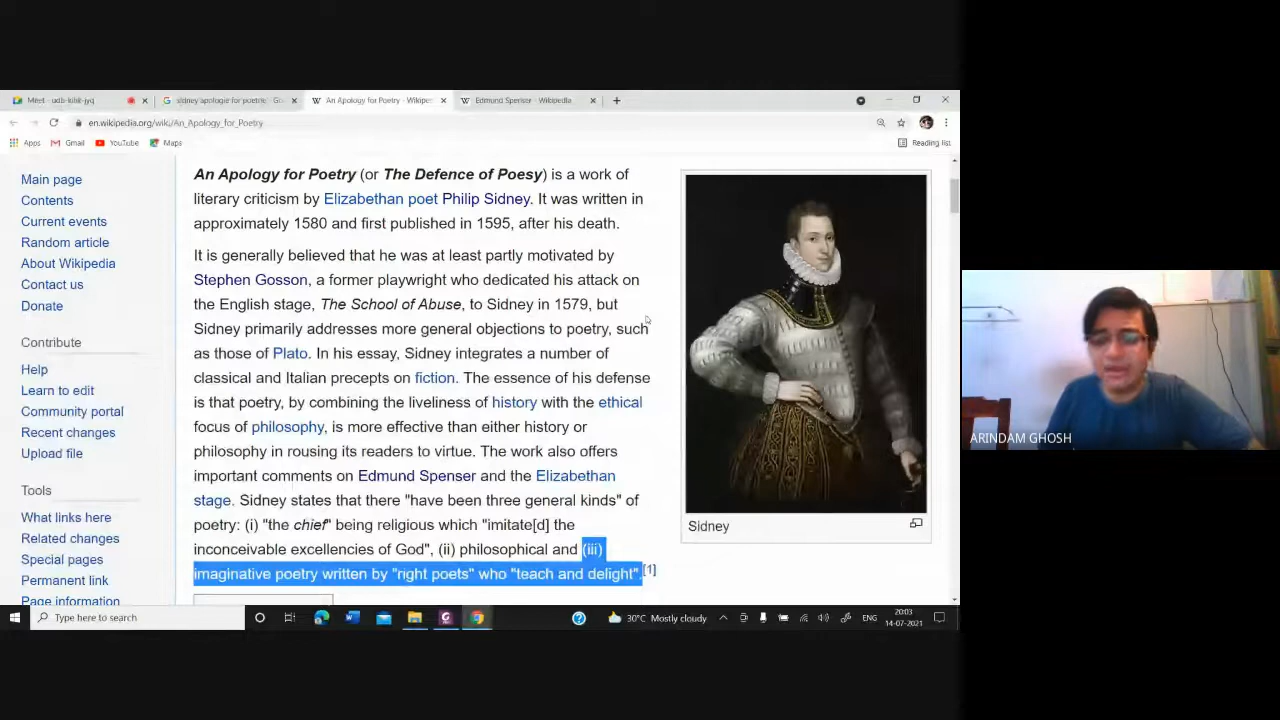 Meet - udb-kibk-jyq
sidney apologie for poetrie - Go
An Apology for Poetry - Wikipe
Edmund Spenser - Wikipedia
en.wikipedia.org/wiki/An_Apology_for_Poetry
Apps
Gmail
YouTube
Maps
Reading list
Main page
Contents
Current events
Random article
About Wikipedia
Contact us
Donate
Contribute
Help
Learn to edit
Community portal
Recent changes
Upload file
Tools
What links here
Related changes
Special pages
Permanent link
Page information
An Apology for Poetry (or The Defence of Poesy) is a work of
literary criticism by Elizabethan poet Philip Sidney. It was written in
approximately 1580 and first published in 1595, after his death.
It is generally believed that he was at least partly motivated by
Stephen Gosson, a former playwright who dedicated his attack on
the English stage, The School of Abuse, to Sidney in 1579, but
Sidney primarily addresses more general objections to poetry, such
as those of Plato. In his essay, Sidney integrates a number of
classical and Italian precepts on fiction. The essence of his defense
is that poetry, by combining the liveliness of history with the ethical
focus of philosophy, is more effective than either history or
philosophy in rousing its readers to virtue. The work also offers
important comments on Edmund Spenser and the Elizabethan
stage. Sidney states that there "have been three general kinds" of
poetry: (i) "the chief" being religious which "imitate[d] the
inconceivable excellencies of God", (ii) philosophical and (iii)
imaginative poetry written by "right poets" who "teach and delight".[1]
Sidney
ARINDAM GHOSH
Type here to search
30°C Mostly cloudy
ENG
20:03
14-07-2021